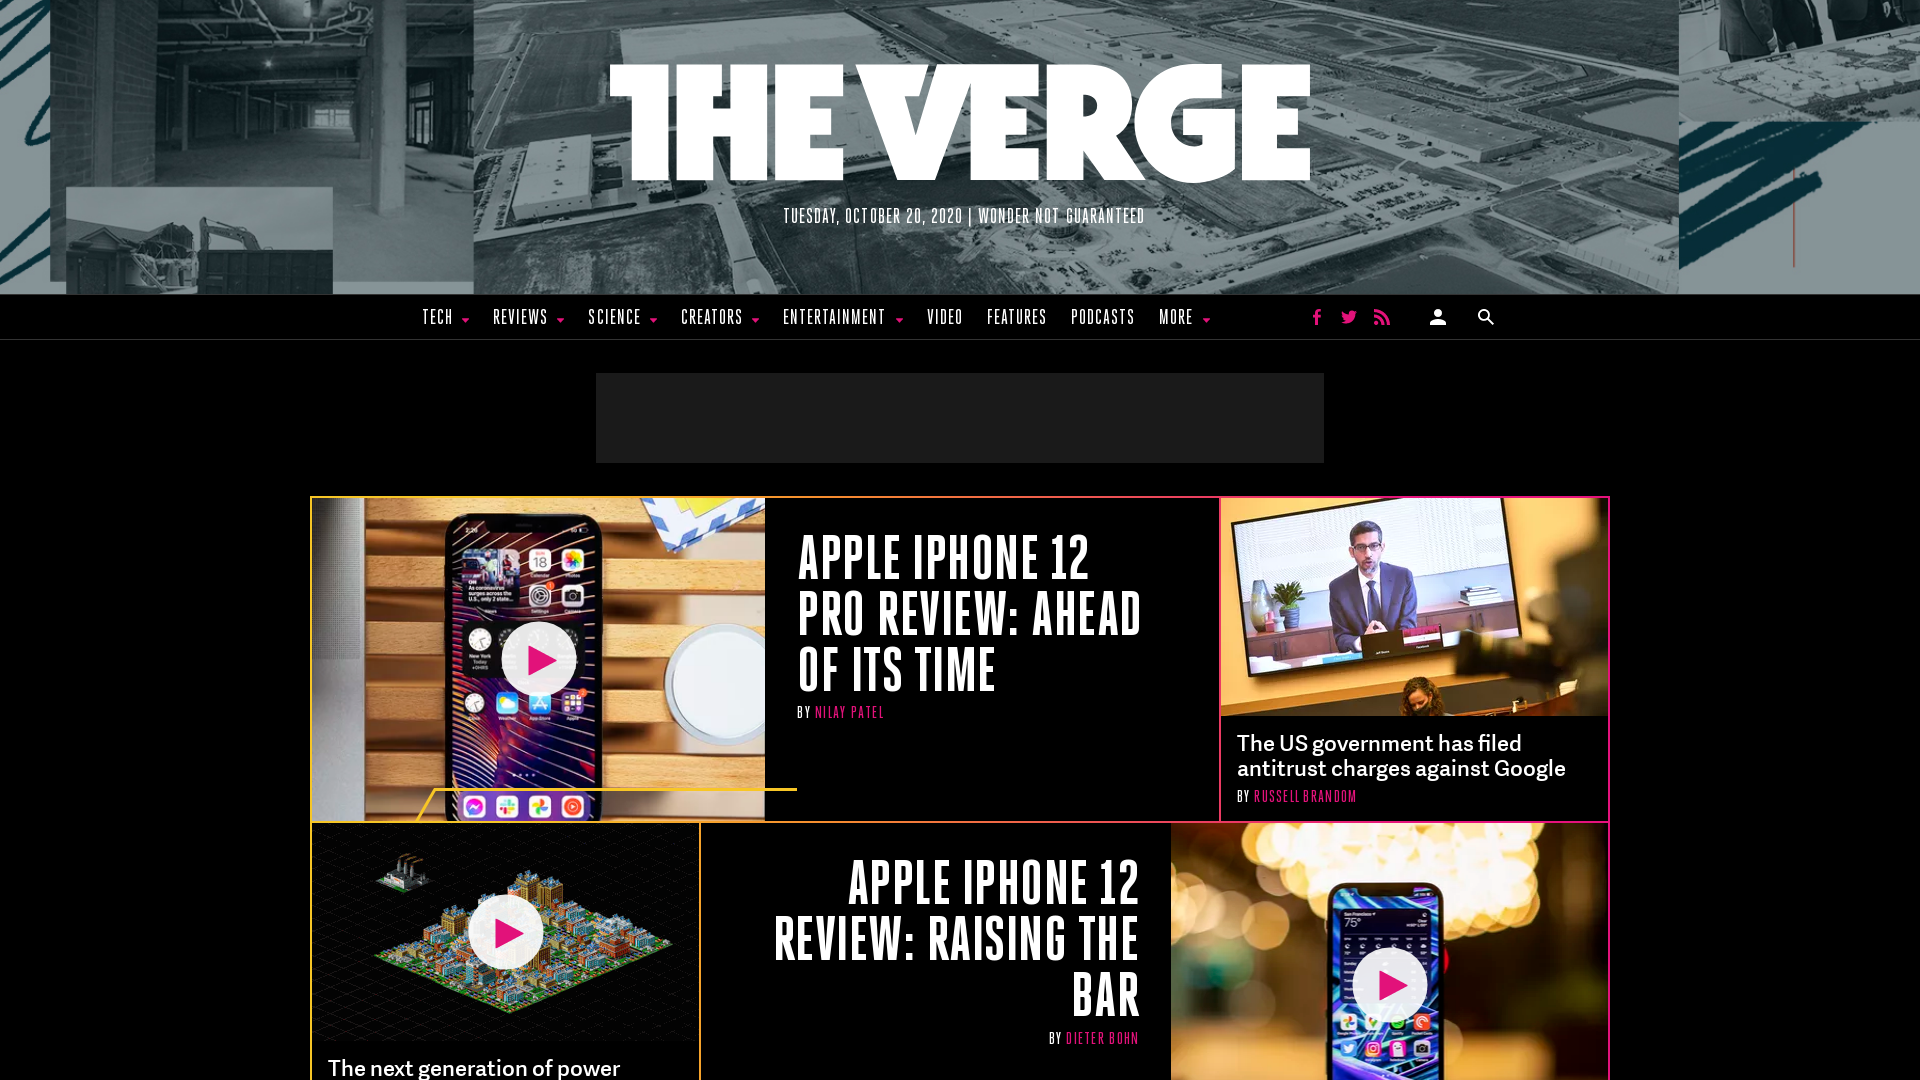 THE VERGE
TUESDAY, OCTOBER 20, 2020 | WONDER NOT GUARANTEED
TECH REVIEWS SCIENCE CREATORS ENTERTAINMENT VIDEO FEATURES PODCASTS MORE
APPLE IPHONE 12
PRO REVIEW: AHEAD
OF ITS TIME
BY NILAY PATEL
The US government has filed
antitrust charges against Google
BY RUSSELL BRANDOM
APPLE IPHONE 12
REVIEW: RAISING THE
BAR
BY DIETER BOHN
The next generation of power